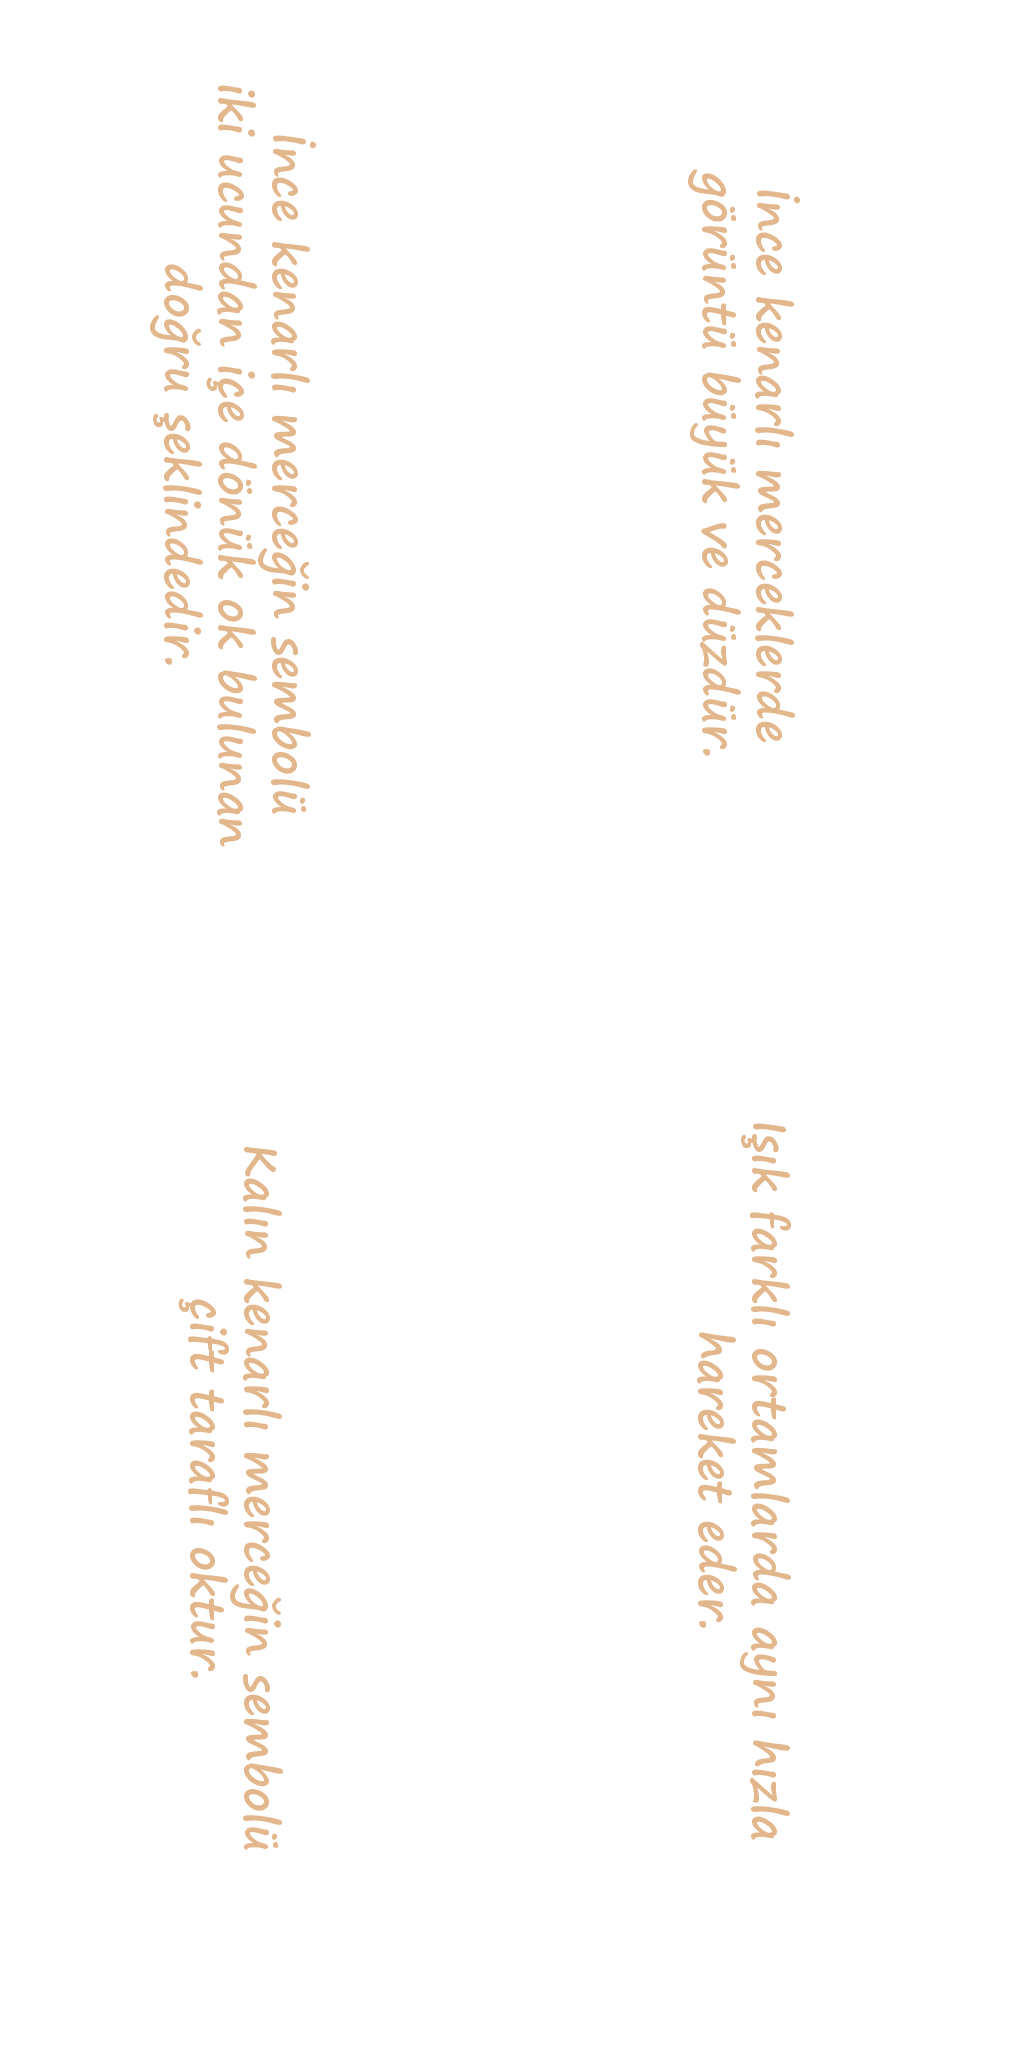 İnce kenarlı merceklerde
görüntü büyük ve düzdür.
Işık farklı ortamlarda aynı hızla
hareket eder.
İnce kenarlı merceğin sembolü
iki ucundan içe dönük ok bulunan
doğru şeklindedir.
Kalın kenarlı merceğin sembolü
çift taraflı oktur.